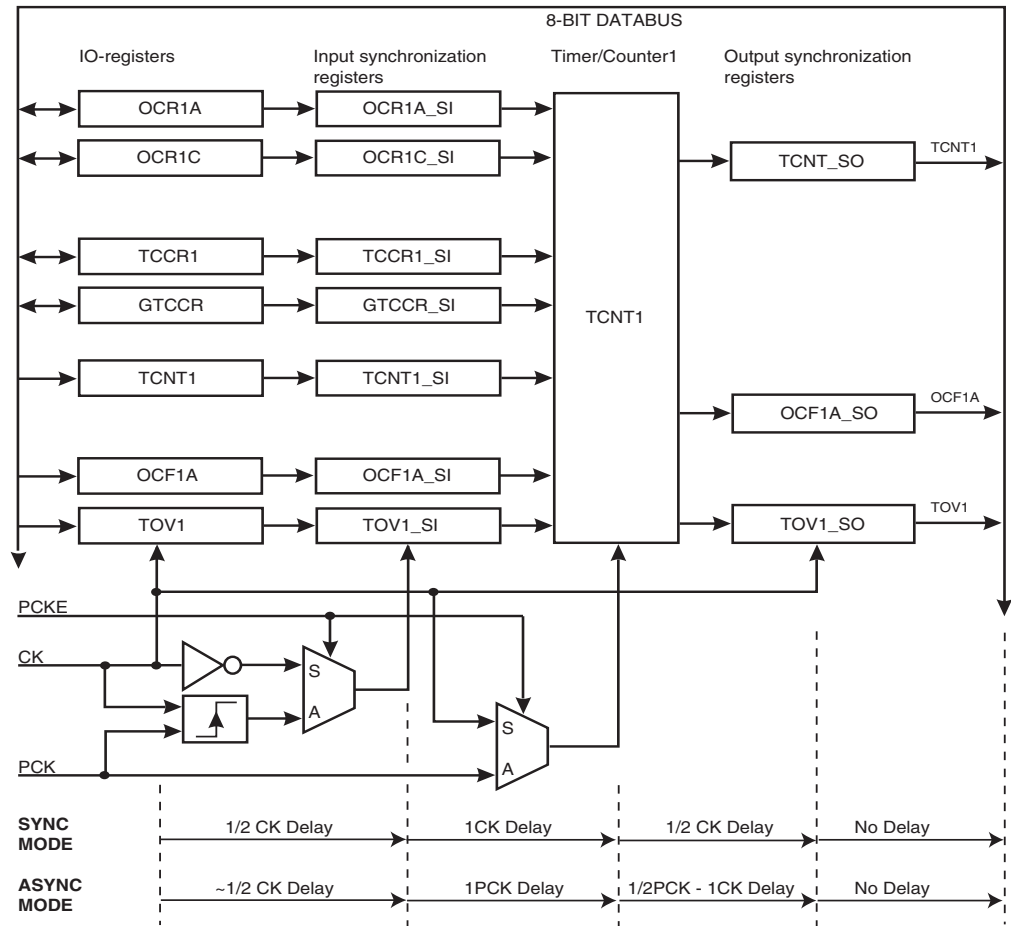 8-BIT DATABUS
IO-registers
Input synchronization
registers
Timer/Counter1
Output synchronization
registers
OCR1A
OCR1A_SI
OCR1C
OCR1C_SI
TCNT_SO
TCNT1
TCCR1
TCCR1_SI
GTCCR
GTCCR_SI
TCNT1
TCNT1
TCNT1_SI
OCF1A_SO
OCF1A
OCF1A
OCF1A_SI
TOV1
TOV1_SI
TOV1_SO
TOV1
PCKE
CK
S
A
S
A
PCK
SYNC
MODE
1/2 CK Delay
1CK Delay
1/2 CK Delay
No Delay
ASYNC
MODE
~1/2 CK Delay
1PCK Delay
1/2PCK - 1CK Delay
No Delay